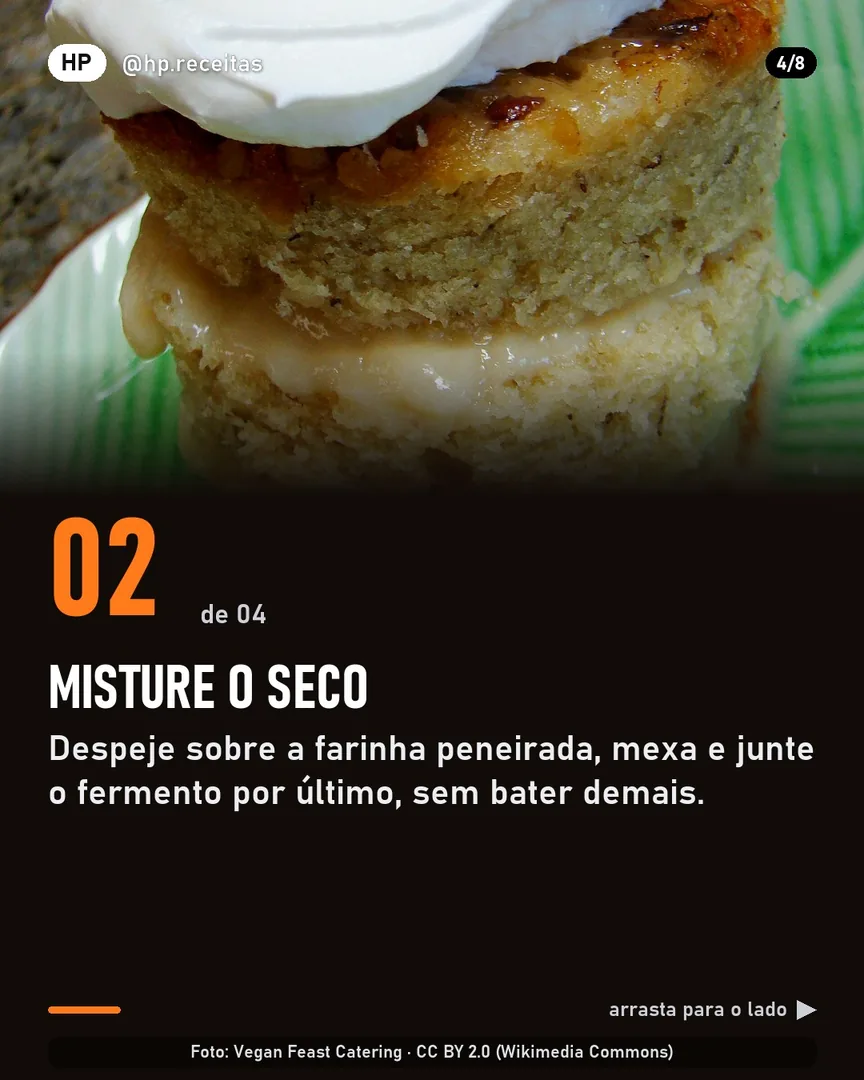 HP @hp.receitas 4/8
02 de 04
MISTURE O SECO
Despeje sobre a farinha peneirada, mexa e junte
o fermento por último, sem bater demais.
arrasta para o lado ▶
Foto: Vegan Feast Catering · CC BY 2.0 (Wikimedia Commons)